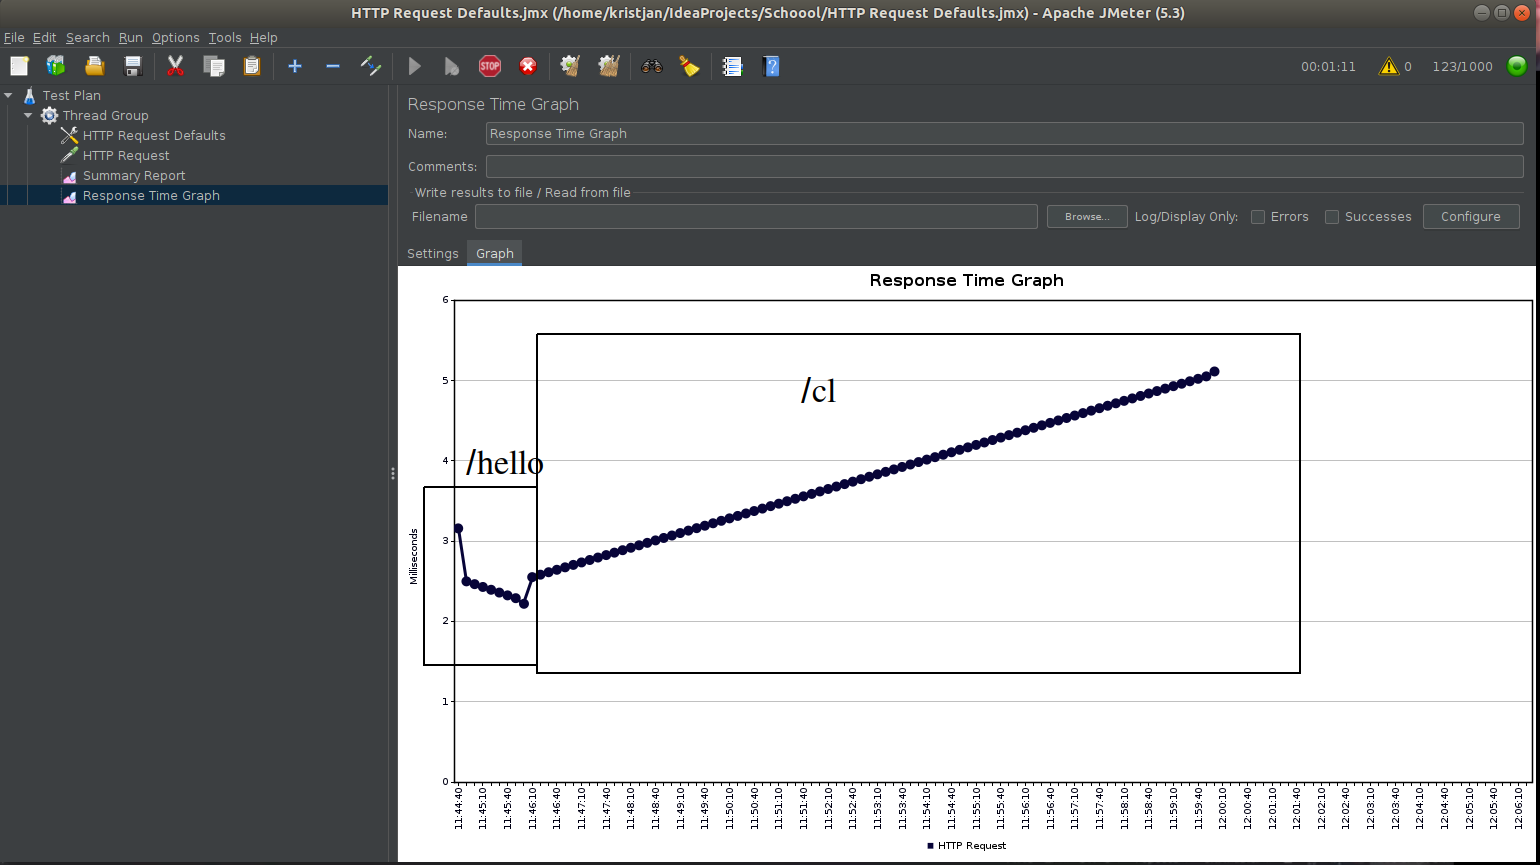 HTTP Request Defaults.jmx (/home/kristjan/IdeaProjects/Schoool/HTTP Request Defaults.jmx) - Apache JMeter (5.3)
File Edit Search Run Options Tools Help
STOP
00:01:11 0 123/1000
Test Plan
Thread Group
HTTP Request Defaults
HTTP Request
Summary Report
Response Time Graph
Response Time Graph
Name: Response Time Graph
Comments:
Write results to file / Read from file
Filename Browse... Log/Display Only: Errors Successes Configure
Settings Graph
Response Time Graph
6
5
4
3
2
1
0
Milliseconds
/cl
/hello
11:44:40 11:45:10 11:45:40 11:46:10 11:46:40 11:47:10 11:47:40 11:48:10 11:48:40 11:49:10 11:49:40 11:50:10 11:50:40 11:51:10 11:51:40 11:52:10 11:52:40 11:53:10 11:53:40 11:54:10 11:54:40 11:55:10 11:55:40 11:56:10 11:56:40 11:57:10 11:57:40 11:58:10 11:58:40 11:59:10 11:59:40 12:00:10 12:00:40 12:01:10 12:01:40 12:02:10 12:02:40 12:03:10 12:03:40 12:04:10 12:04:40 12:05:10 12:05:40 12:06:10
HTTP Request